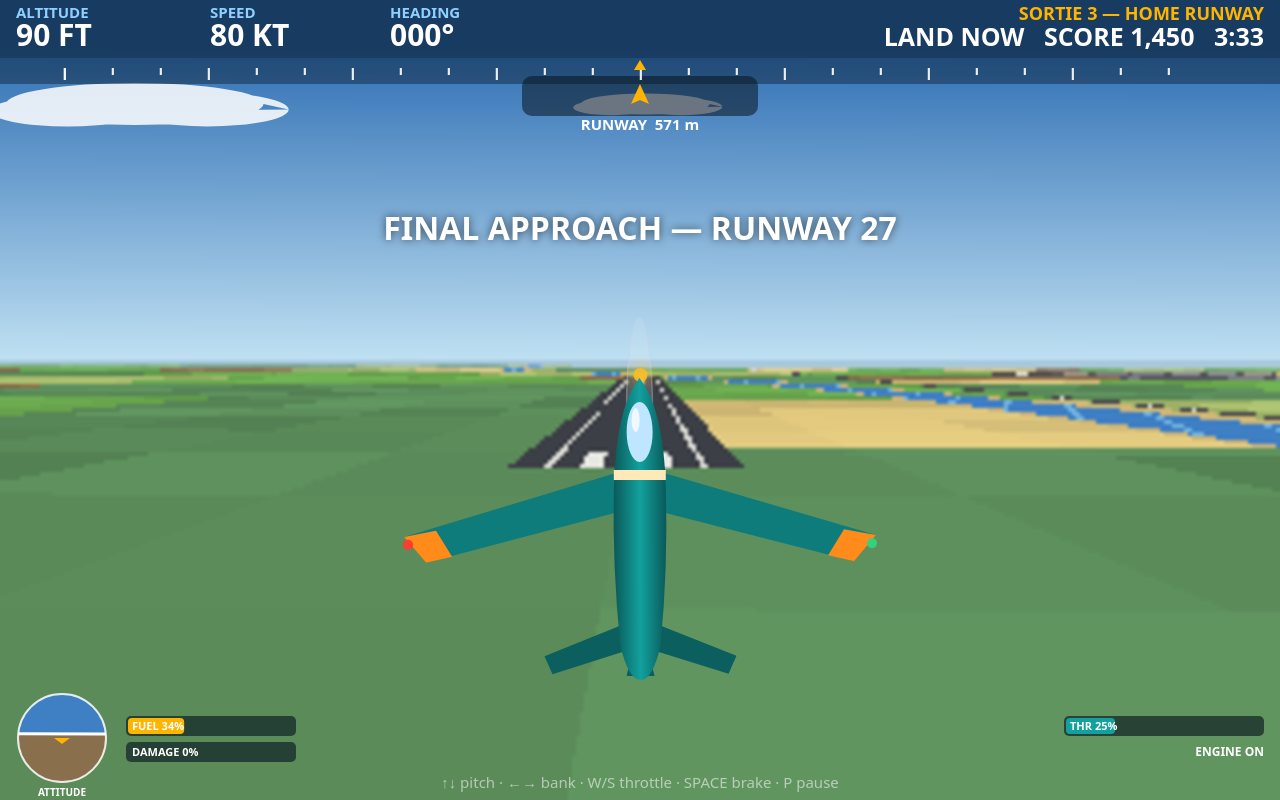 ALTITUDE
90 FT
SPEED
80 KT
HEADING
000°
SORTIE 3 — HOME RUNWAY
LAND NOW SCORE 1,450 3:33
RUNWAY 571 m
FINAL APPROACH — RUNWAY 27
FUEL 34%
DAMAGE 0%
ATTITUDE
THR 25%
ENGINE ON
↑↓ pitch · ←→ bank · W/S throttle · SPACE brake · P pause